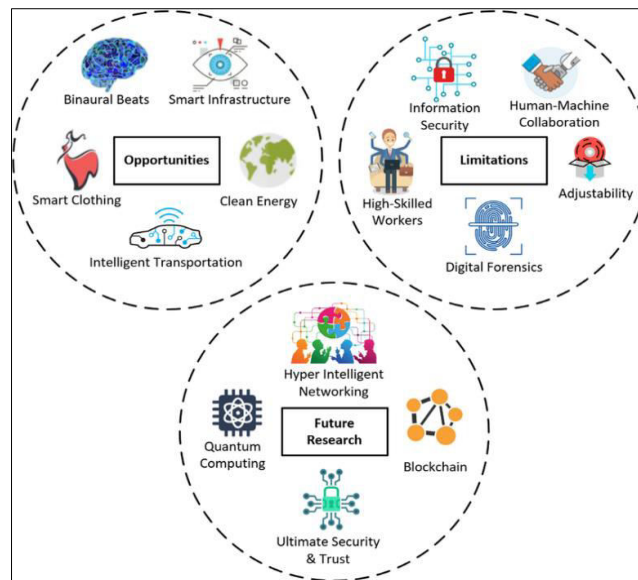 Binaural Beats
Smart Infrastructure
Opportunities
Smart Clothing
Clean Energy
Intelligent Transportation
Information
Security
Human-Machine
Collaboration
Limitations
High-Skilled
Workers
Adjustability
Digital Forensics
Hyper Intelligent
Networking
Future
Research
Quantum
Computing
Blockchain
Ultimate Security
& Trust